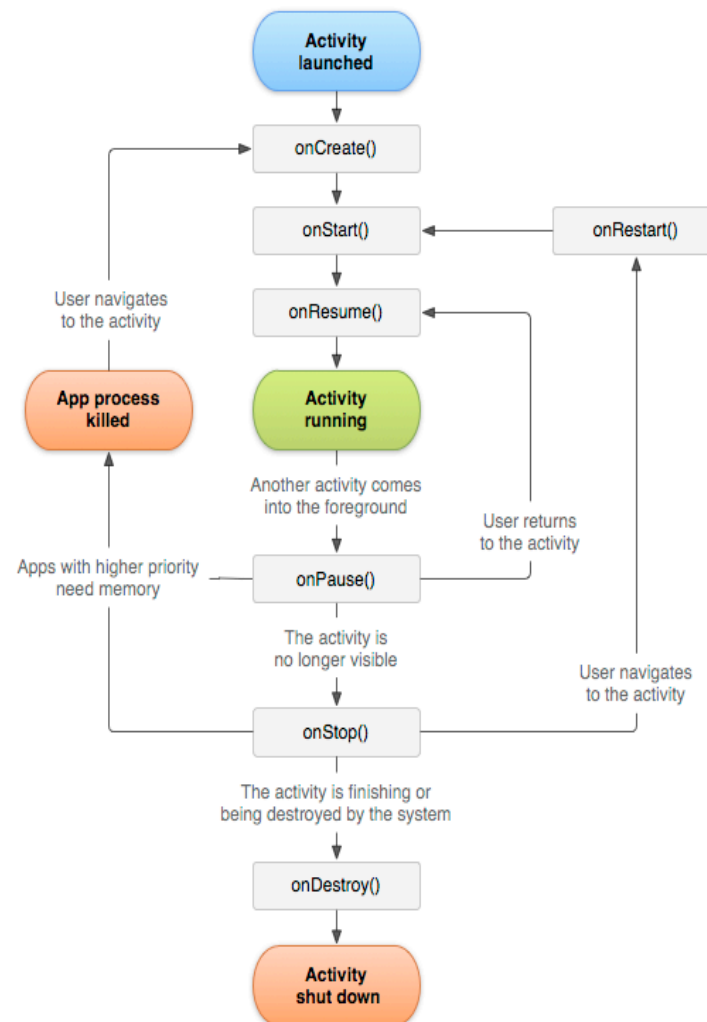 Activity
launched
onCreate()
onStart()
onRestart()
User navigates
to the activity
onResume()
App process
killed
Activity
running
Another activity comes
into the foreground
User returns
to the activity
Apps with higher priority
need memory
onPause()
The activity is
no longer visible
User navigates
to the activity
onStop()
The activity is finishing or
being destroyed by the system
onDestroy()
Activity
shut down